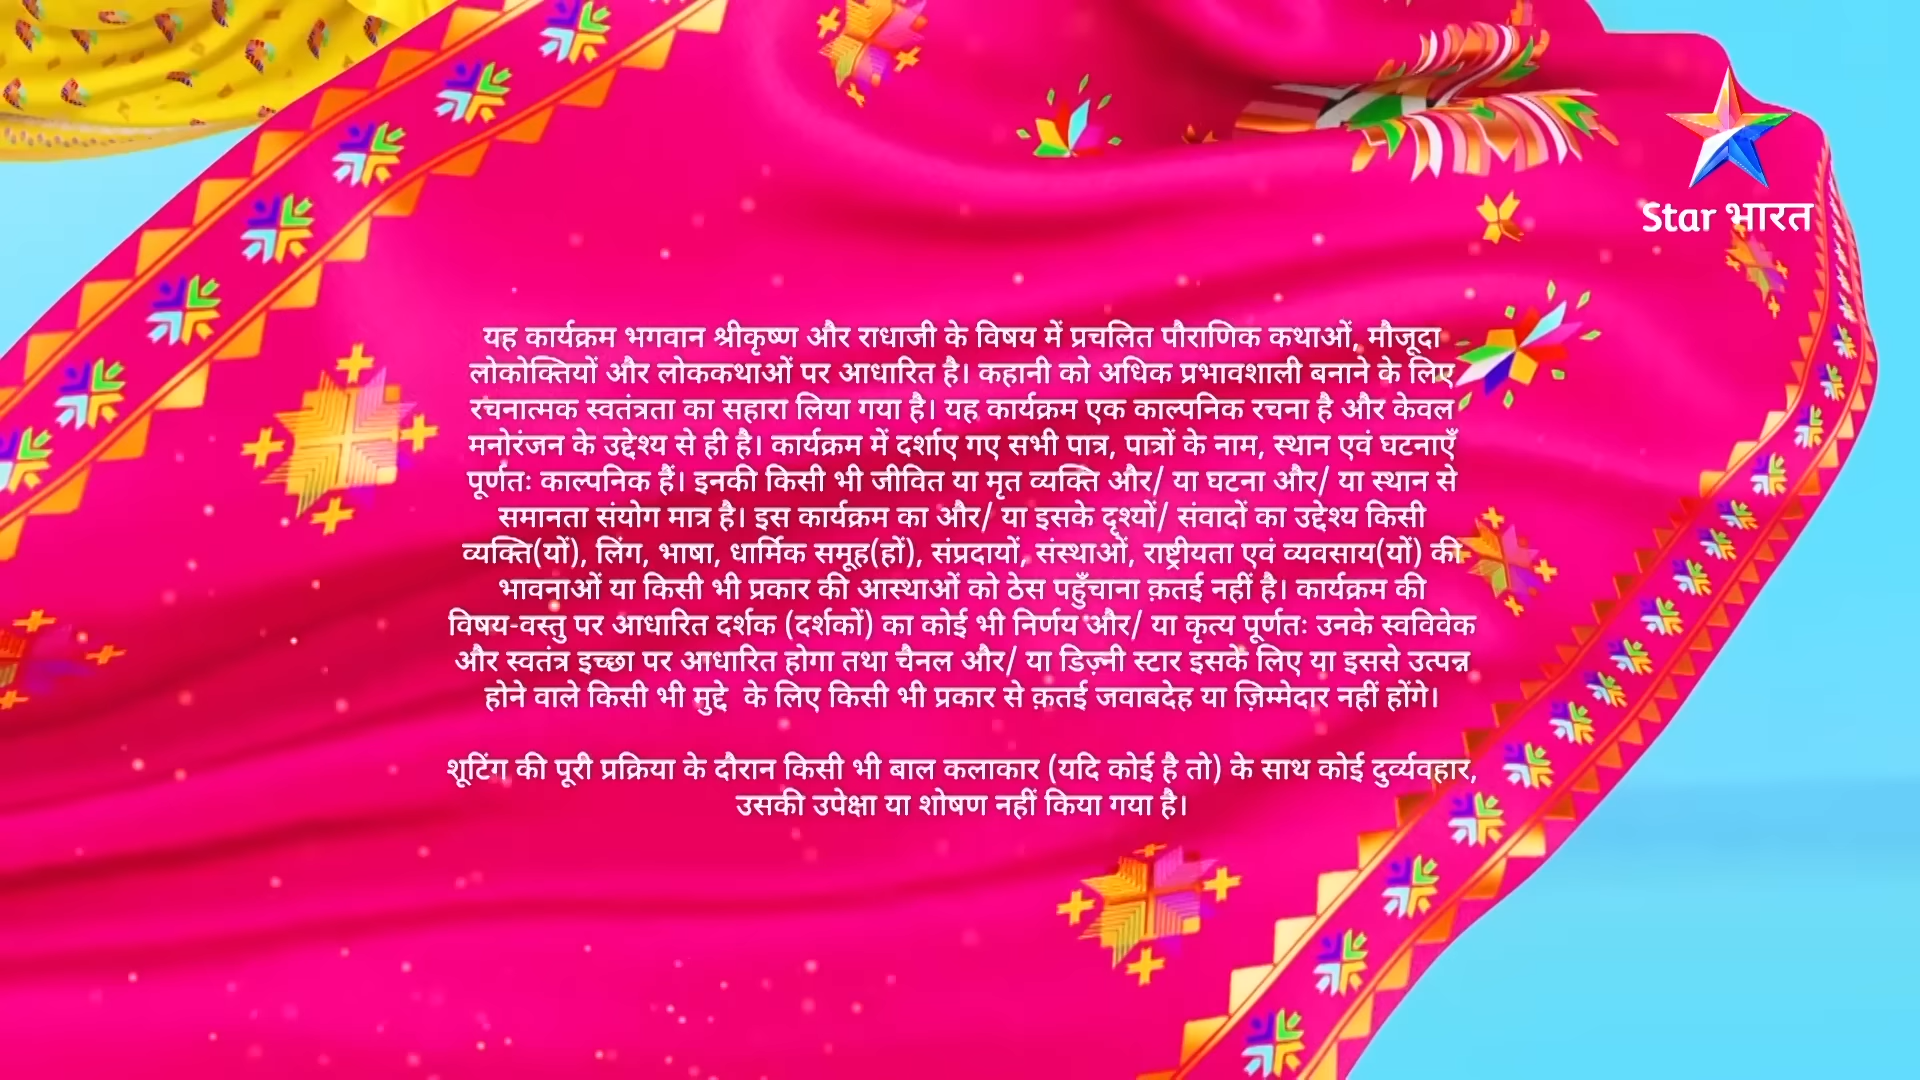 Star भारत
यह कार्यक्रम भगवान श्रीकृष्ण और राधाजी के विषय में प्रचलित पौराणिक कथाओं, मौजूदा
लोकोक्तियों और लोककथाओं पर आधारित है। कहानी को अधिक प्रभावशाली बनाने के लिए
रचनात्मक स्वतंत्रता का सहारा लिया गया है। यह कार्यक्रम एक काल्पनिक रचना है और केवल
मनोरंजन के उद्देश्य से ही है। कार्यक्रम में दर्शाए गए सभी पात्र, पात्रों के नाम, स्थान एवं घटनाएँ
पूर्णतः काल्पनिक हैं। इनकी किसी भी जीवित या मृत व्यक्ति और/ या घटना और/ या स्थान से
समानता संयोग मात्र है। इस कार्यक्रम का और/ या इसके दृश्यों/ संवादों का उद्देश्य किसी
व्यक्ति(यों), लिंग, भाषा, धार्मिक समूह(हों), संप्रदायों, संस्थाओं, राष्ट्रीयता एवं व्यवसाय(यों) की
भावनाओं या किसी भी प्रकार की आस्थाओं को ठेस पहुँचाना क़तई नहीं है। कार्यक्रम की
विषय-वस्तु पर आधारित दर्शक (दर्शकों) का कोई भी निर्णय और/ या कृत्य पूर्णतः उनके स्वविवेक
और स्वतंत्र इच्छा पर आधारित होगा तथा चैनल और/ या डिज़्नी स्टार इसके लिए या इससे उत्पन्न
होने वाले किसी भी मुद्दे के लिए किसी भी प्रकार से क़तई जवाबदेह या ज़िम्मेदार नहीं होंगे।
शूटिंग की पूरी प्रक्रिया के दौरान किसी भी बाल कलाकार (यदि कोई है तो) के साथ कोई दुर्व्यवहार,
उसकी उपेक्षा या शोषण नहीं किया गया है।